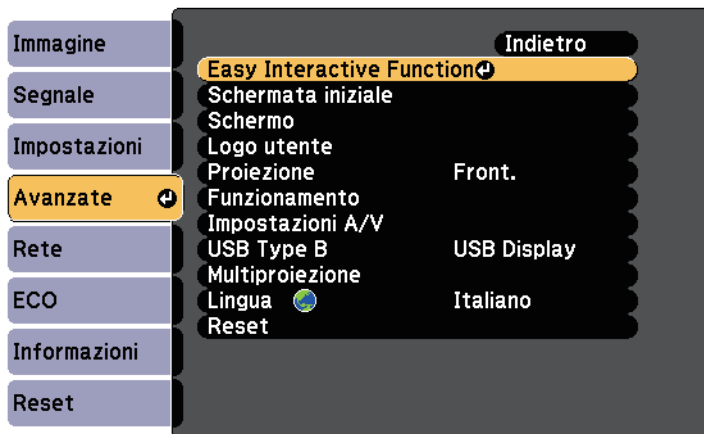 Immagine
Segnale
Impostazioni
Avanzate
Rete
ECO
Informazioni
Reset
Indietro
Easy Interactive Function
Schermata iniziale
Schermo
Logo utente
Proiezione Front.
Funzionamento
Impostazioni A/V
USB Type B USB Display
Multiproiezione
Lingua Italiano
Reset